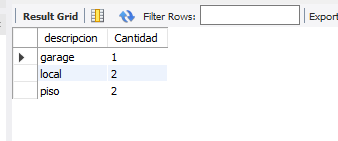 Result Grid Filter Rows: Export
descripcion Cantidad
garage 1
local 2
piso 2